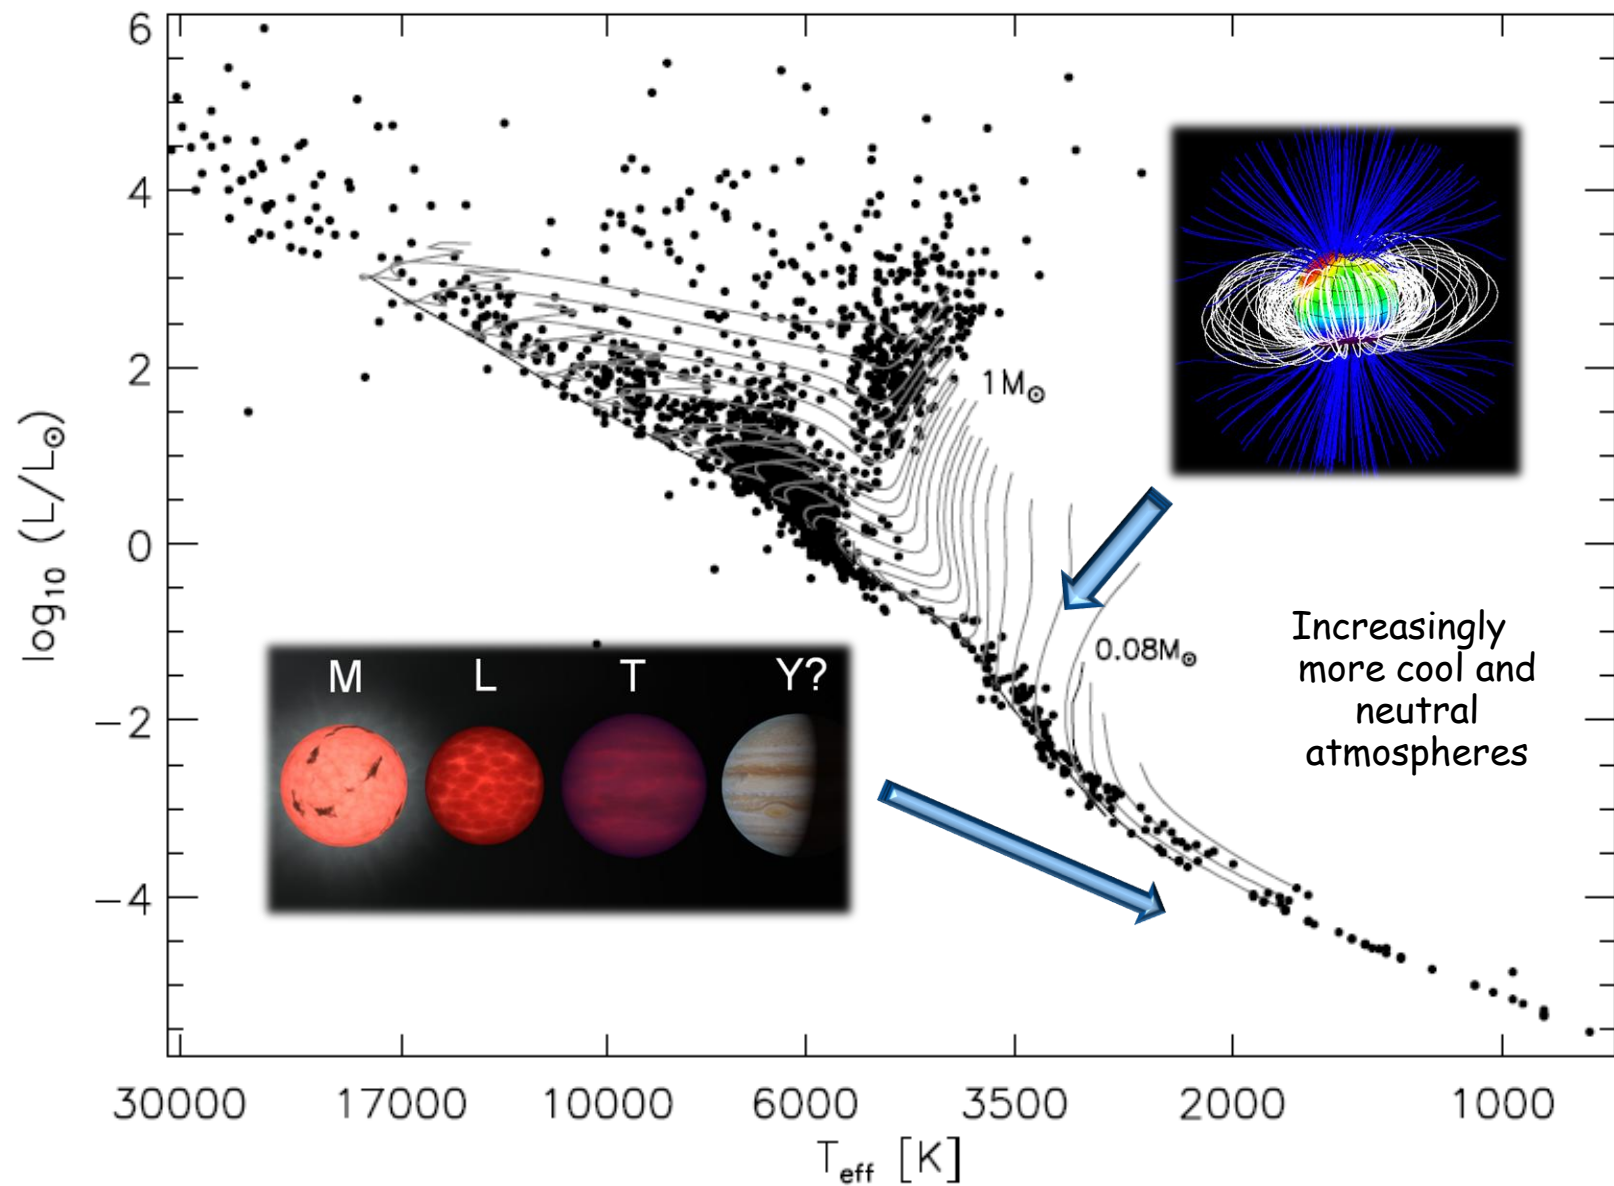 6
4
2
0
−2
−4
log₁₀ (L/L☉)
1M☉
0.08M☉
M L T Y?
Increasingly
more cool and
neutral
atmospheres
30000 17000 10000 6000 3500 2000 1000
Tₑff [K]